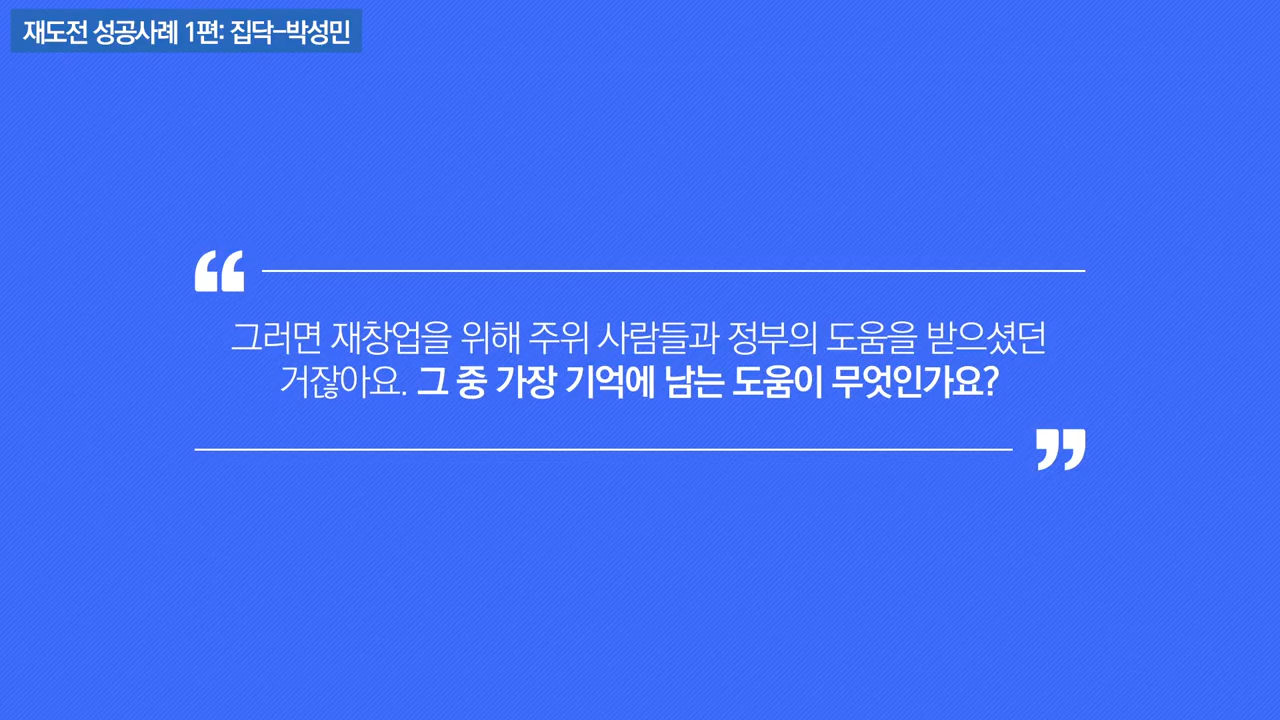 재도전 성공사례 1편: 집닥-박성민
그러면 재창업을 위해 주위 사람들과 정부의 도움을 받으셨던
거잖아요. 그 중 가장 기억에 남는 도움이 무엇인가요?